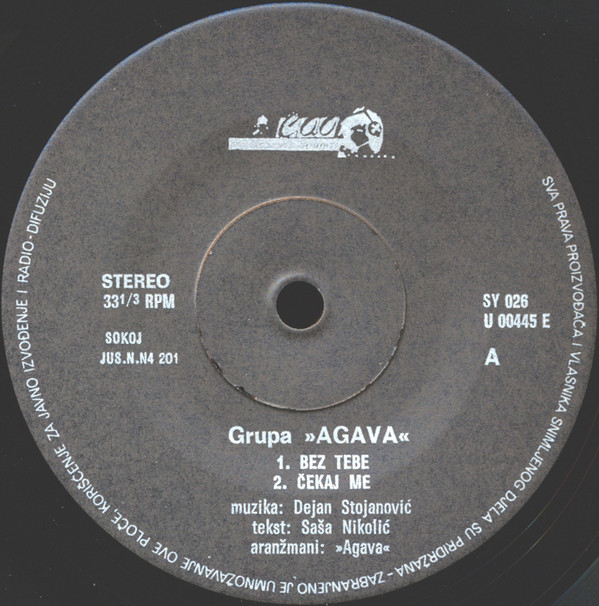 STEREO
33 1/3 RPM
SOKOJ
JUS.N.N4 201
SY 026
U 00445 E
A
Grupa »AGAVA«
1. BEZ TEBE
2. ČEKAJ ME
muzika: Dejan Stojanović
tekst: Saša Nikolić
aranžmani: »Agava«
SVA PRAVA PROIZVOĐAČA I VLASNIKA SNIMLJENOG DJELA SU PRIDRŽANA – ZABRANJENO JE UMNOŽAVANJE OVE PLOČE, KORIŠĆENJE ZA JAVNO IZVOĐENJE I RADIO-DIFUZIJU